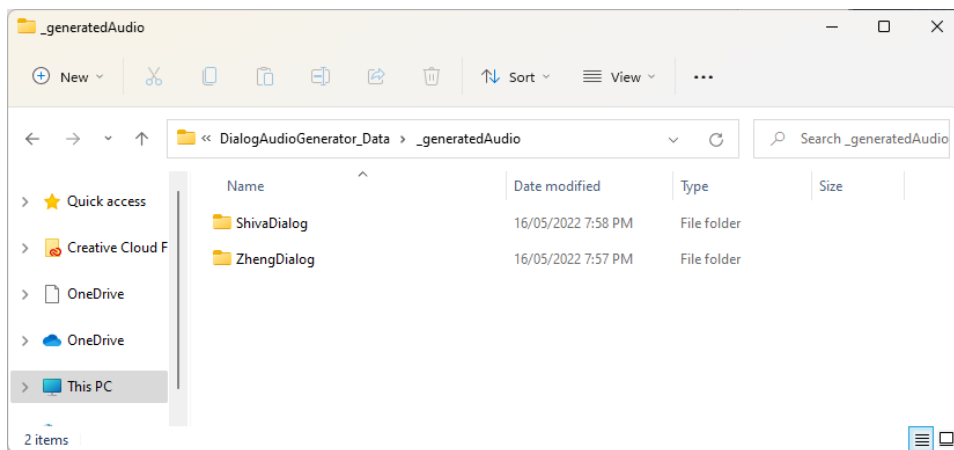 _generatedAudio
New
Sort
View
« DialogAudioGenerator_Data > _generatedAudio
Search _generatedAudio
Name Date modified Type Size
Quick access
Creative Cloud F
OneDrive
OneDrive
This PC
ShivaDialog 16/05/2022 7:58 PM File folder
ZhengDialog 16/05/2022 7:57 PM File folder
2 items